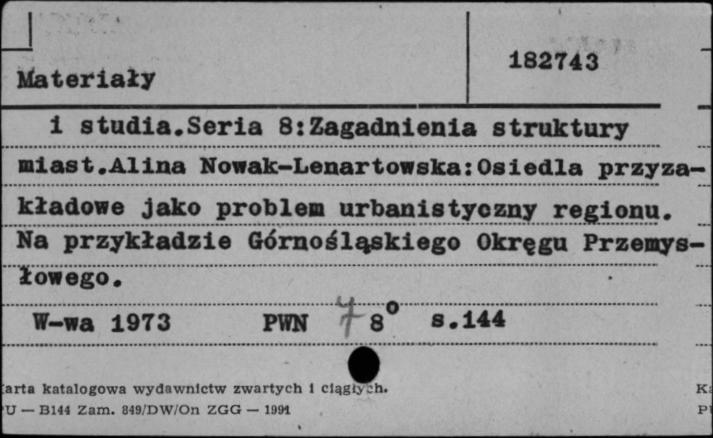 182743
Materiały
i studia.Seria 8:Zagadnienia struktury
miast.Alina Nowak-Lenartowska:Osiedla przyza-
kładowe jako problem urbanistyczny regionu.
Na przykładzie Górnośląskiego Okręgu Przemys-
łowego.
W-wa 1973 PWN 7 8° s.144
arta katalogowa wydawnictw zwartych i ciągłych.
U — B144 Zam. 849/DW/On ZGG — 1991